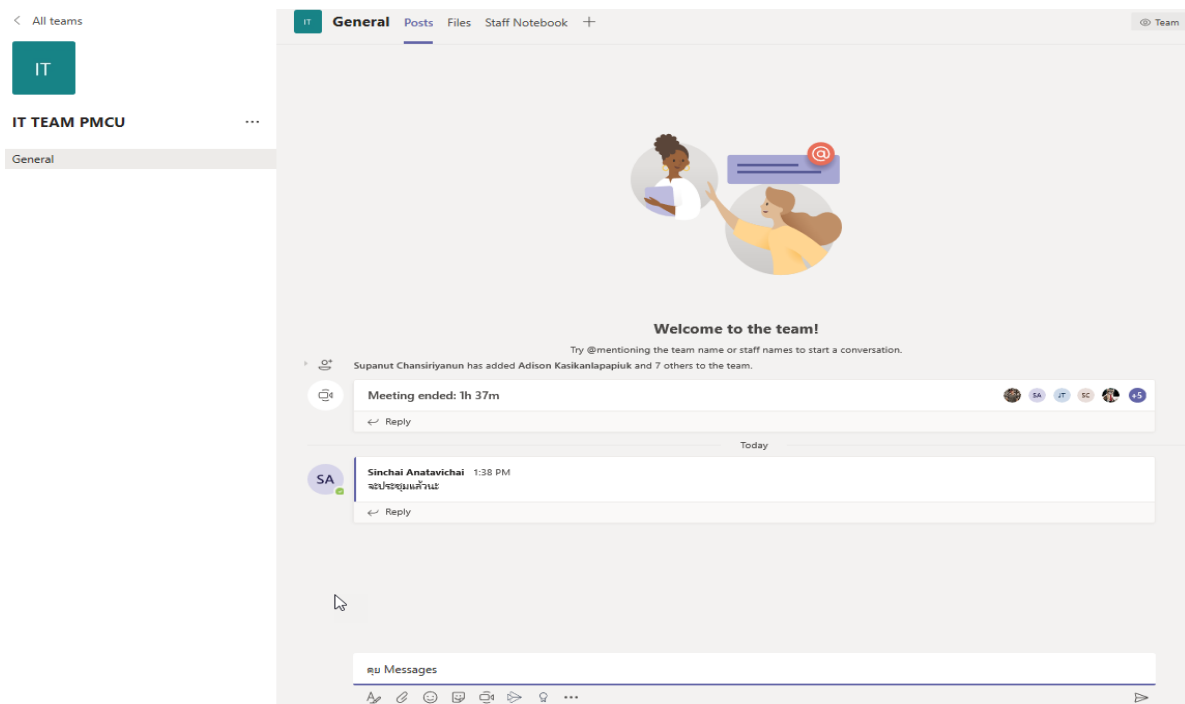 All teams
IT
IT TEAM PMCU
General
IT General Posts Files Staff Notebook
Team
@
Welcome to the team!
Try @mentioning the team name or staff names to start a conversation.
Supanut Chansiriyanun has added Adison Kasikanlapapiuk and 7 others to the team.
Meeting ended: 1h 37m
SA JT SC +5
Reply
Today
SA
Sinchai Anatavichai 1:38 PM
จะประชุมแล้วนะ
Reply
คุย Messages